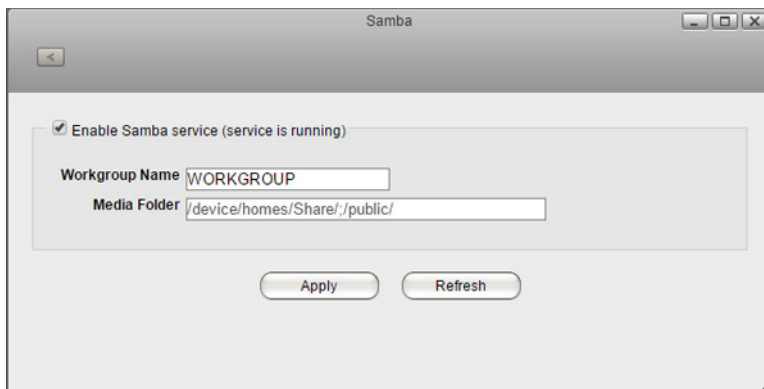 Samba
<
Enable Samba service (service is running)
Workgroup Name WORKGROUP
Media Folder /device/homes/Share/;/public/
Apply Refresh